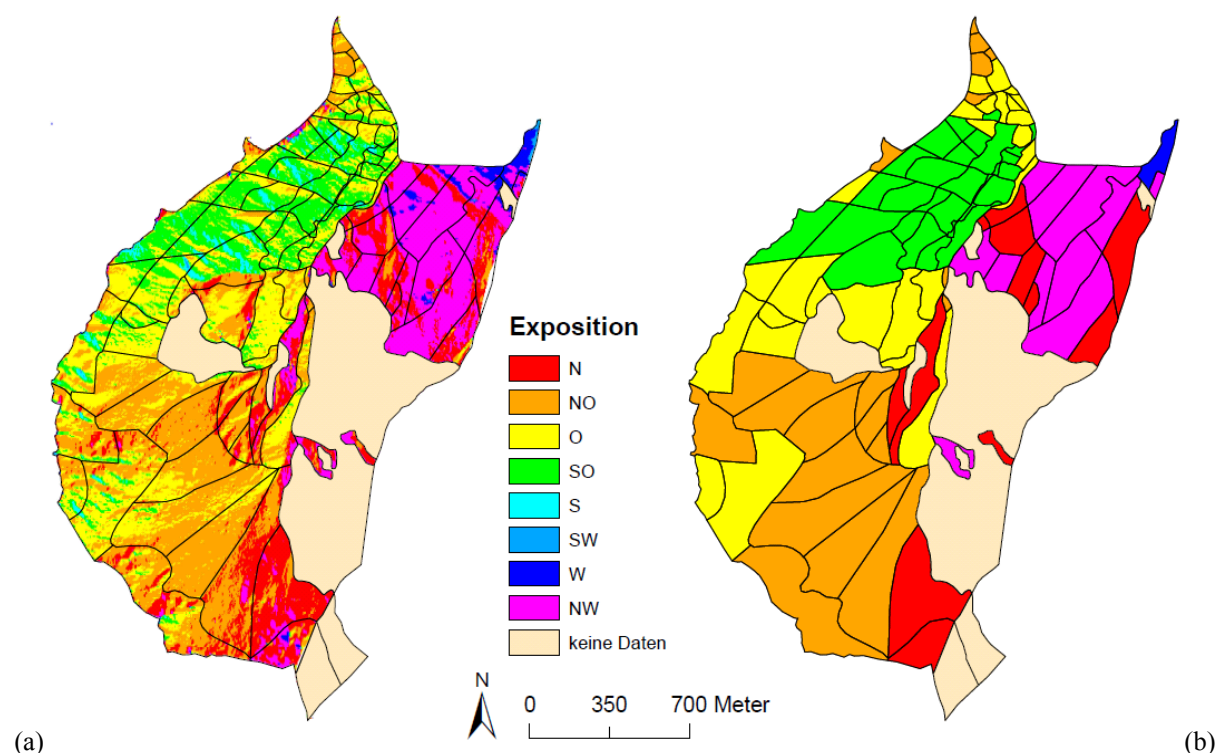 Exposition
N
NO
O
SO
S
SW
W
NW
keine Daten
N
0 350 700 Meter
(a) (b)